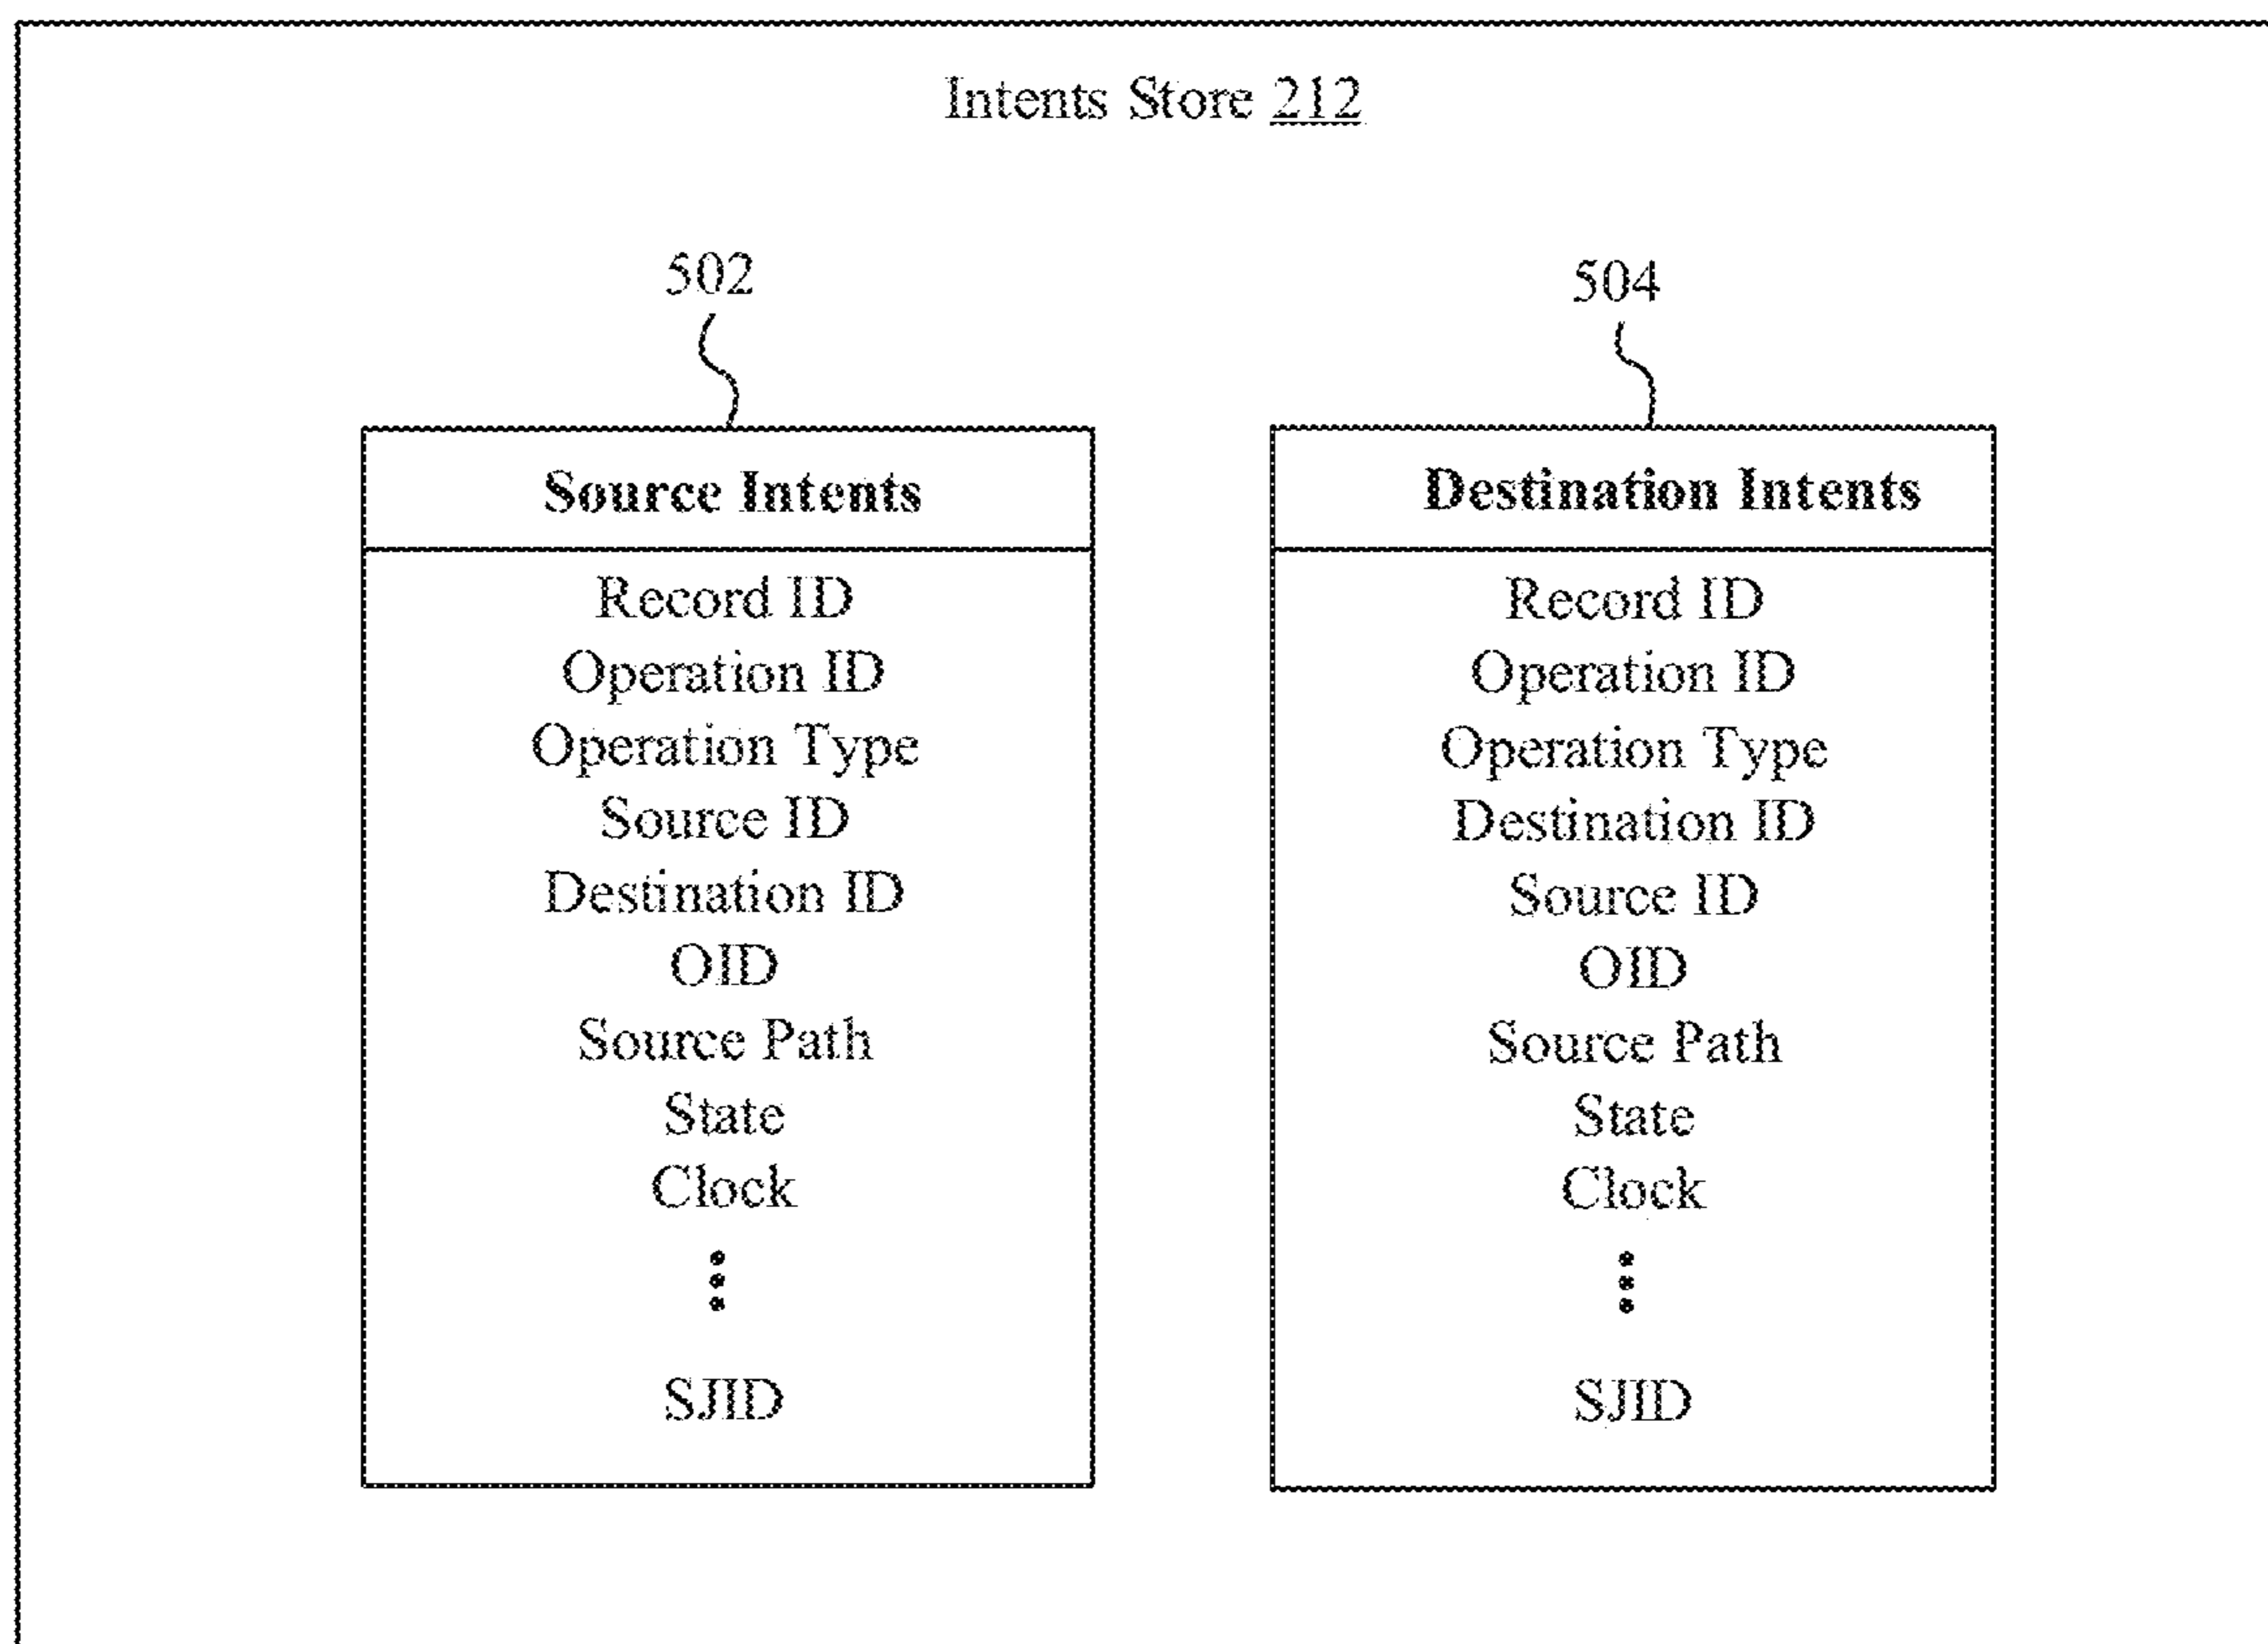 Intents Store 212
502
Source Intents
Record ID
Operation ID
Operation Type
Source ID
Destination ID
OID
Source Path
State
Clock
SJID
504
Destination Intents
Record ID
Operation ID
Operation Type
Destination ID
Source ID
OID
Source Path
State
Clock
SJID